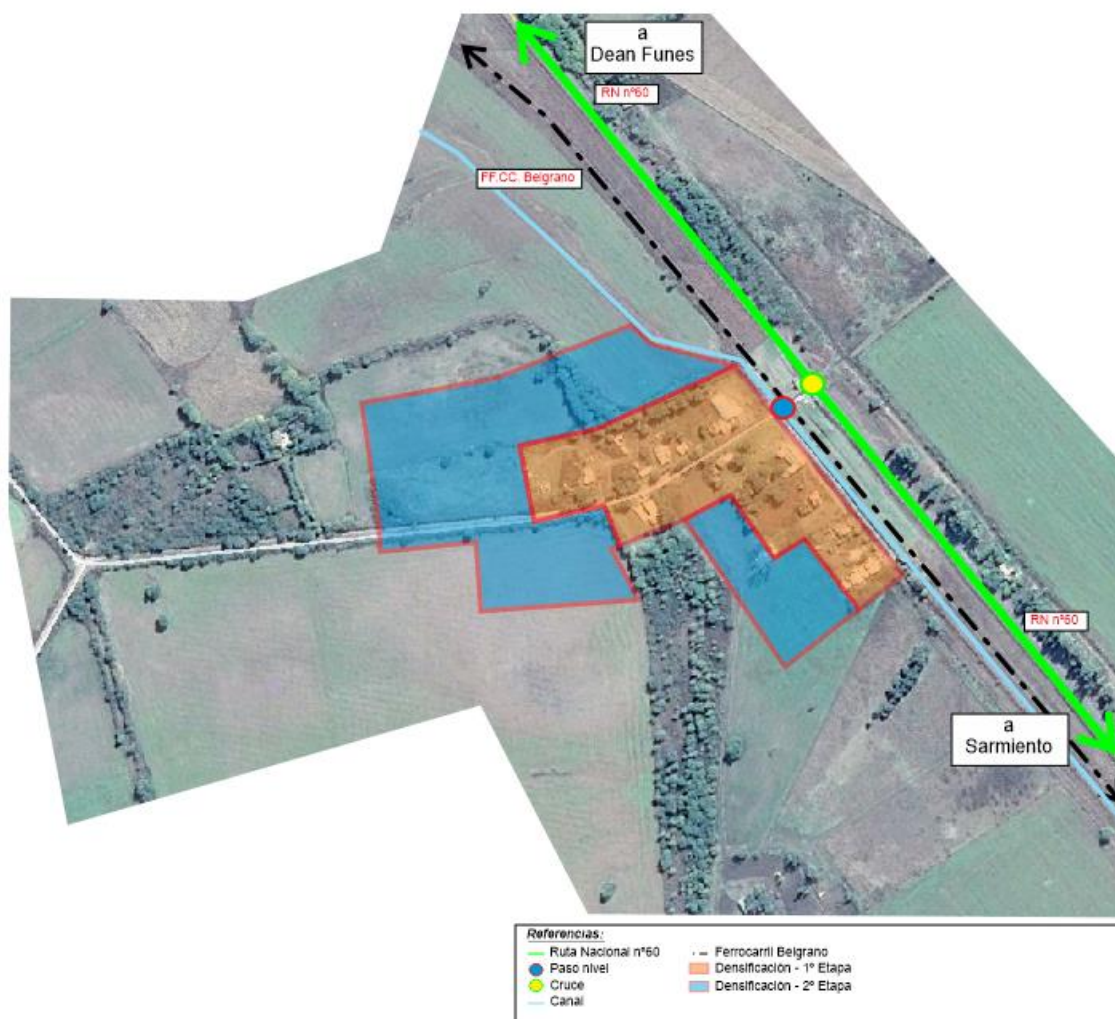 a
Dean Funes
RN nº60
FF.CC. Belgrano
RN nº60
a
Sarmiento
Referencias:
Ruta Nacional nº60
Paso nivel
Cruce
Canal
Ferrocarril Belgrano
Densificación - 1º Etapa
Densificación - 2º Etapa